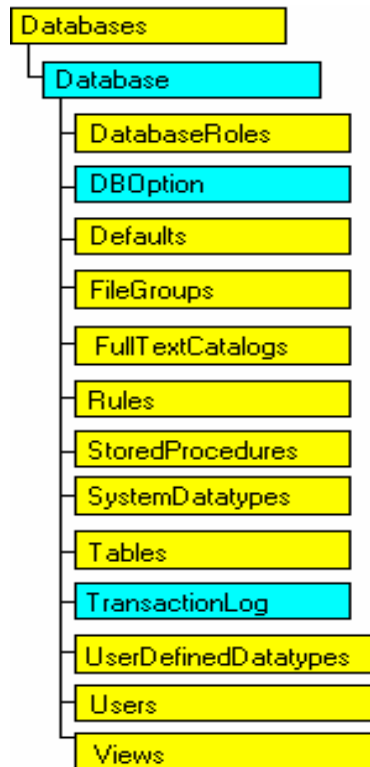 Databases
Database
DatabaseRoles
DBOption
Defaults
FileGroups
FullTextCatalogs
Rules
StoredProcedures
SystemDatatypes
Tables
TransactionLog
UserDefinedDatatypes
Users
Views